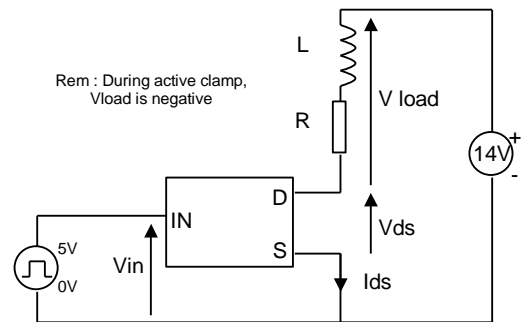 L
Rem : During active clamp,
Vload is negative
V load
R
14V
+
-
D
IN
Vds
5V
0V
Vin
S
Ids